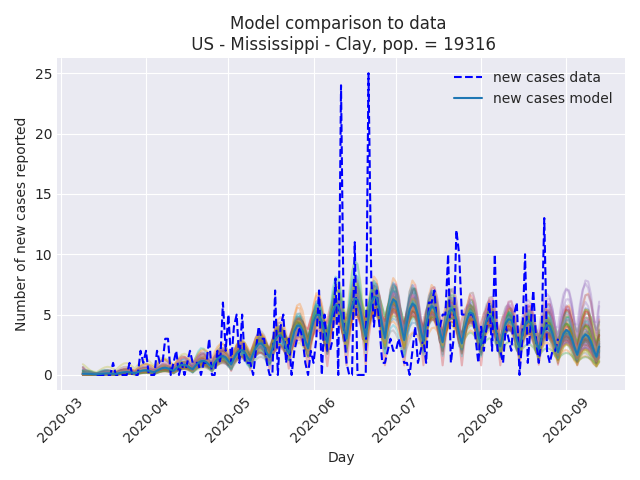 Model comparison to data
US - Mississippi - Clay, pop. = 19316
new cases data
new cases model
Number of new cases reported
25
20
15
10
5
0
2020-03
2020-04
2020-05
2020-06
2020-07
2020-08
2020-09
Day